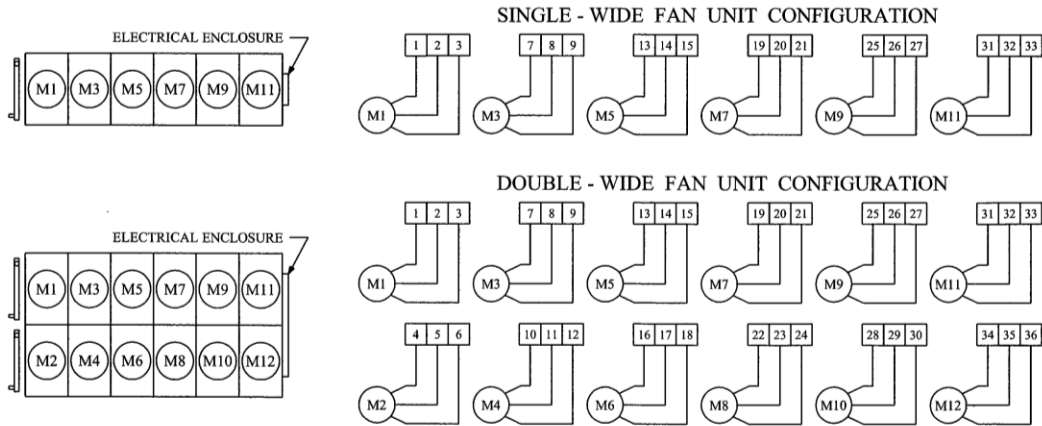 SINGLE - WIDE FAN UNIT CONFIGURATION
ELECTRICAL ENCLOSURE
1 2 3 7 8 9 13 14 15 19 20 21 25 26 27 31 32 33
M1 M3 M5 M7 M9 M11
M1 M3 M5 M7 M9 M11
DOUBLE - WIDE FAN UNIT CONFIGURATION
ELECTRICAL ENCLOSURE
1 2 3 7 8 9 13 14 15 19 20 21 25 26 27 31 32 33
M1 M3 M5 M7 M9 M11
M1 M3 M5 M7 M9 M11
4 5 6 10 11 12 16 17 18 22 23 24 28 29 30 34 35 36
M2 M4 M6 M8 M10 M12
M2 M4 M6 M8 M10 M12